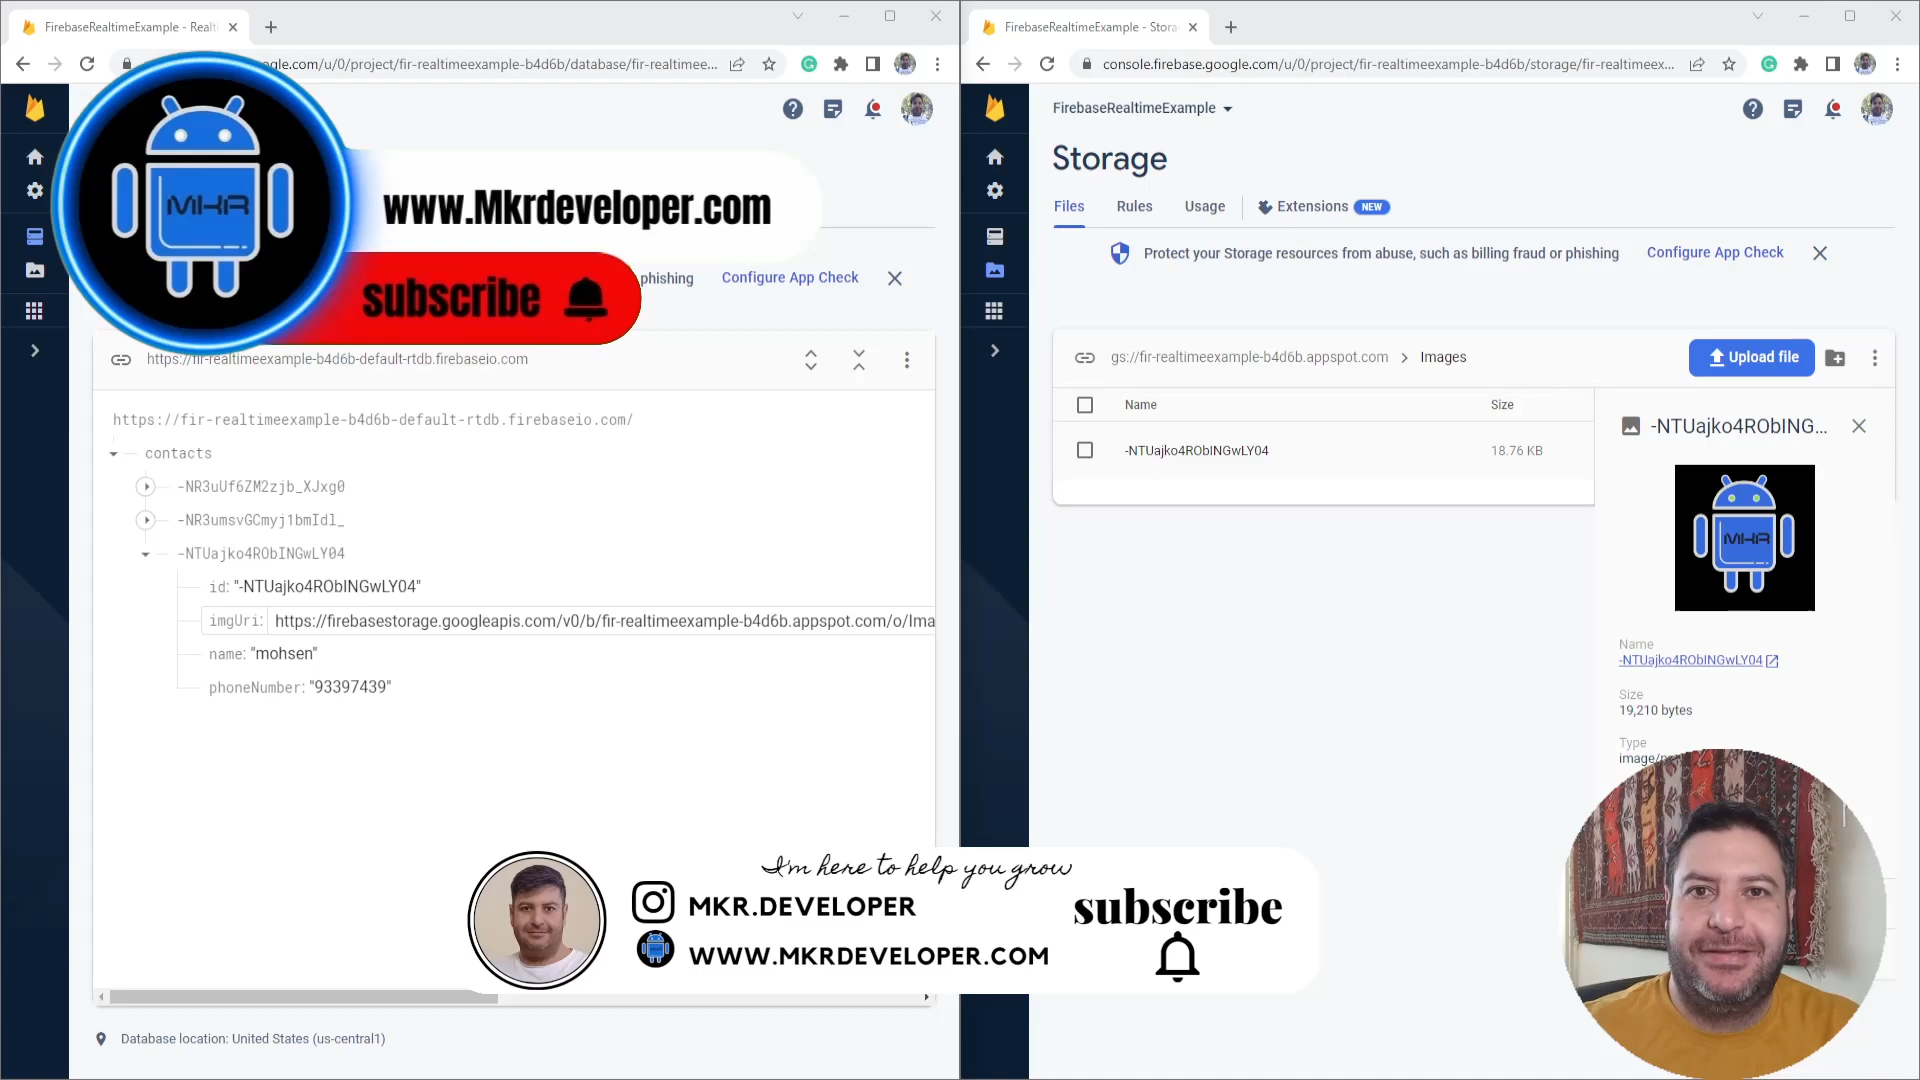 FirebaseRealtimeExample - Realt
ogle.com/u/0/project/fir-realtimeexample-b4d6b/database/fir-realtimee...
MKR
www.Mkrdeveloper.com
subscribe
phishing
Configure App Check
https://fir-realtimeexample-b4d6b-default-rtdb.firebaseio.com
https://fir-realtimeexample-b4d6b-default-rtdb.firebaseio.com/
contacts
-NR3uUf6ZM2zjb_XJxg0
-NR3umsvGCmyj1bmIdl_
-NTUajko4RObINGwLY04
id: "-NTUajko4RObINGwLY04"
imgUri: https://firebasestorage.googleapis.com/v0/b/fir-realtimeexample-b4d6b.appspot.com/o/Ima
name: "mohsen"
phoneNumber: "93397439"
Database location: United States (us-central1)
FirebaseRealtimeExample - Stora
console.firebase.google.com/u/0/project/fir-realtimeexample-b4d6b/storage/fir-realtimeex...
FirebaseRealtimeExample
Storage
Files Rules Usage Extensions NEW
Protect your Storage resources from abuse, such as billing fraud or phishing Configure App Check
gs://fir-realtimeexample-b4d6b.appspot.com > Images
Upload file
Name Size
-NTUajko4RObINGwLY04 18.76 KB
-NTUajko4RObING...
MKR
Name
-NTUajko4RObINGwLY04
Size
19,210 bytes
Type
image/pn
I'm here to help you grow
MKR.DEVELOPER
WWW.MKRDEVELOPER.COM
subscribe